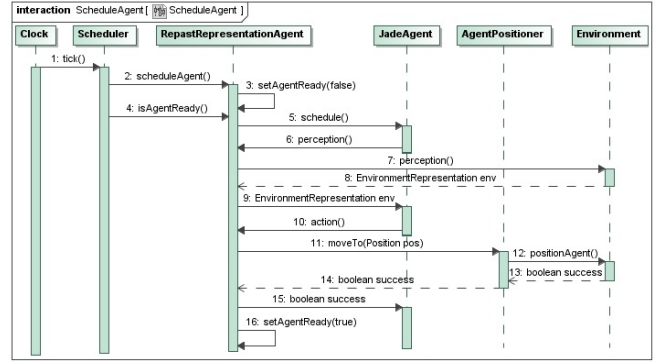 interaction ScheduleAgent [ ScheduleAgent ]
Clock
Scheduler
RepastRepresentationAgent
JadeAgent
AgentPositioner
Environment
1: tick()
2: scheduleAgent()
3: setAgentReady(false)
4: isAgentReady()
5: schedule()
6: perception()
7: perception()
8: EnvironmentRepresentation env
9: EnvironmentRepresentation env
10: action()
11: moveTo(Position pos)
12: positionAgent()
13: boolean success
14: boolean success
15: boolean success
16: setAgentReady(true)